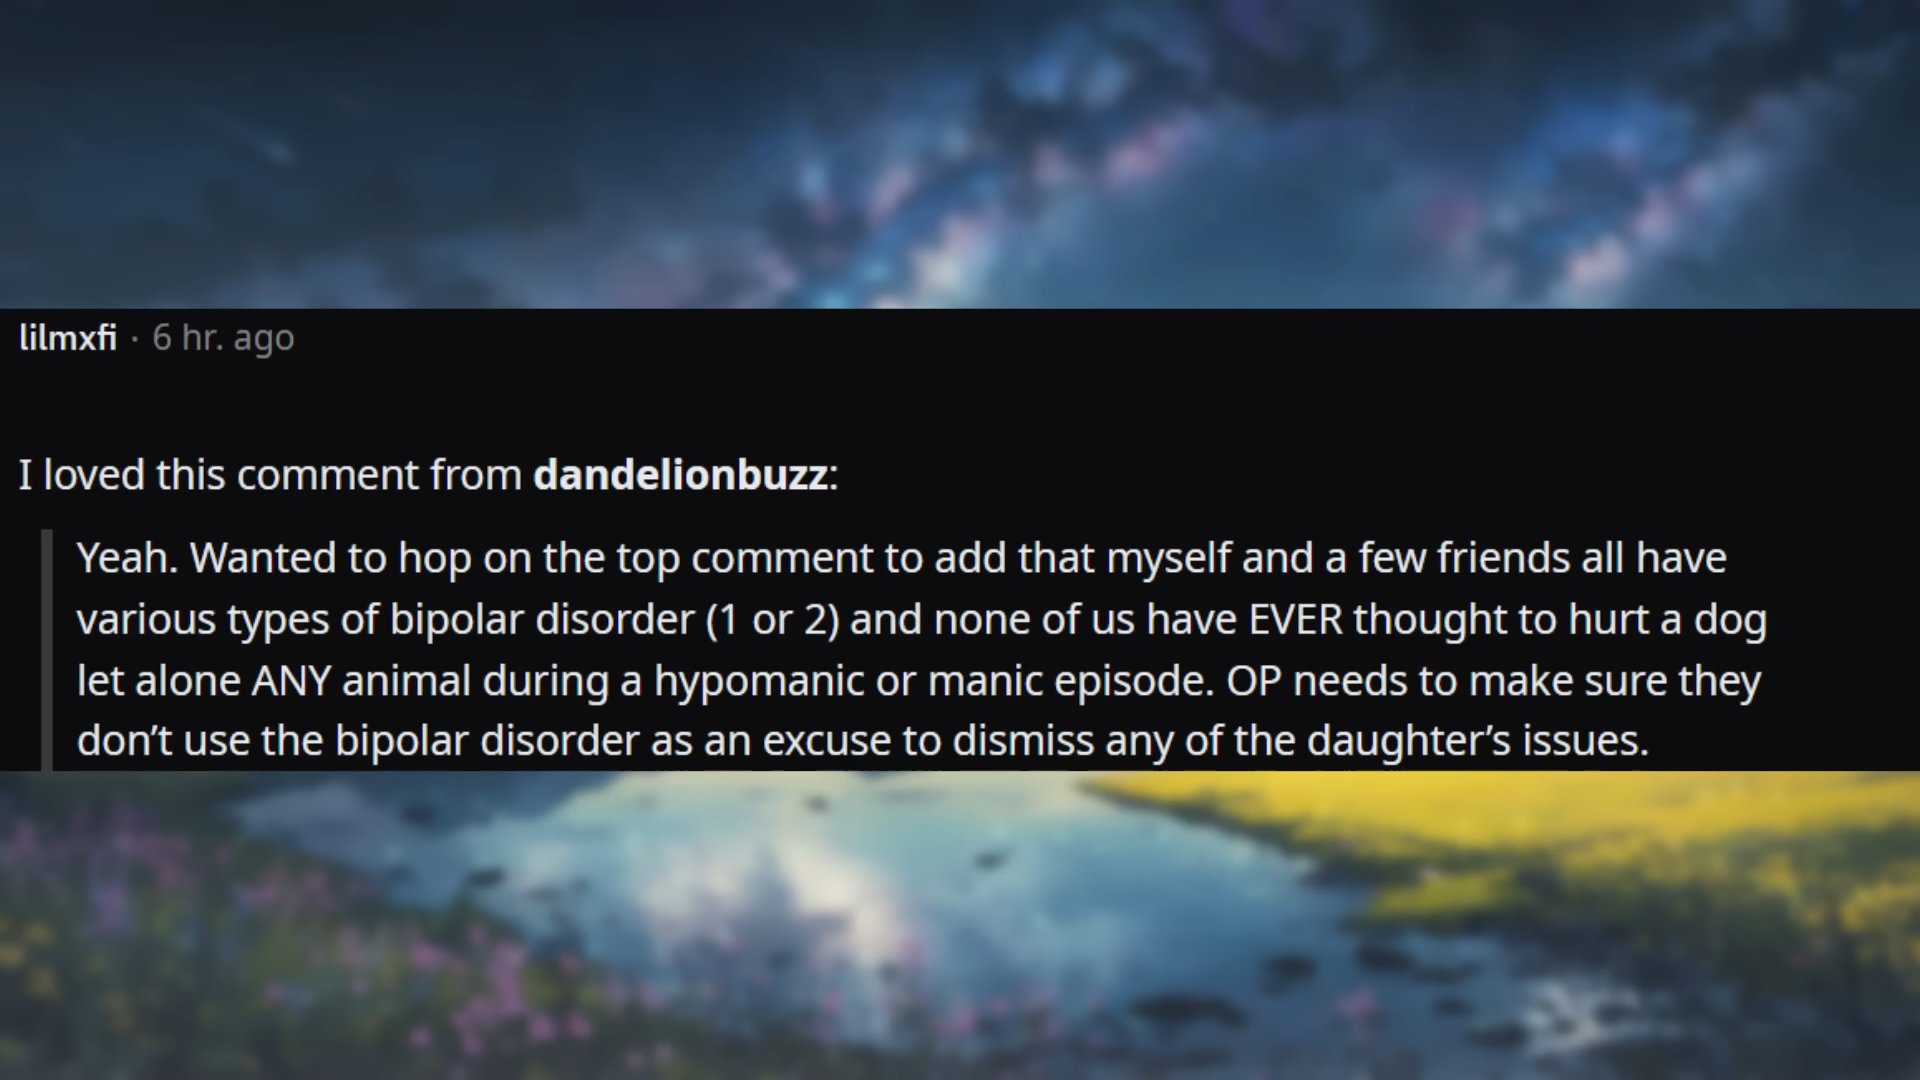 lilmxfi · 6 hr. ago
I loved this comment from dandelionbuzz:
Yeah. Wanted to hop on the top comment to add that myself and a few friends all have
various types of bipolar disorder (1 or 2) and none of us have EVER thought to hurt a dog
let alone ANY animal during a hypomanic or manic episode. OP needs to make sure they
don’t use the bipolar disorder as an excuse to dismiss any of the daughter’s issues.